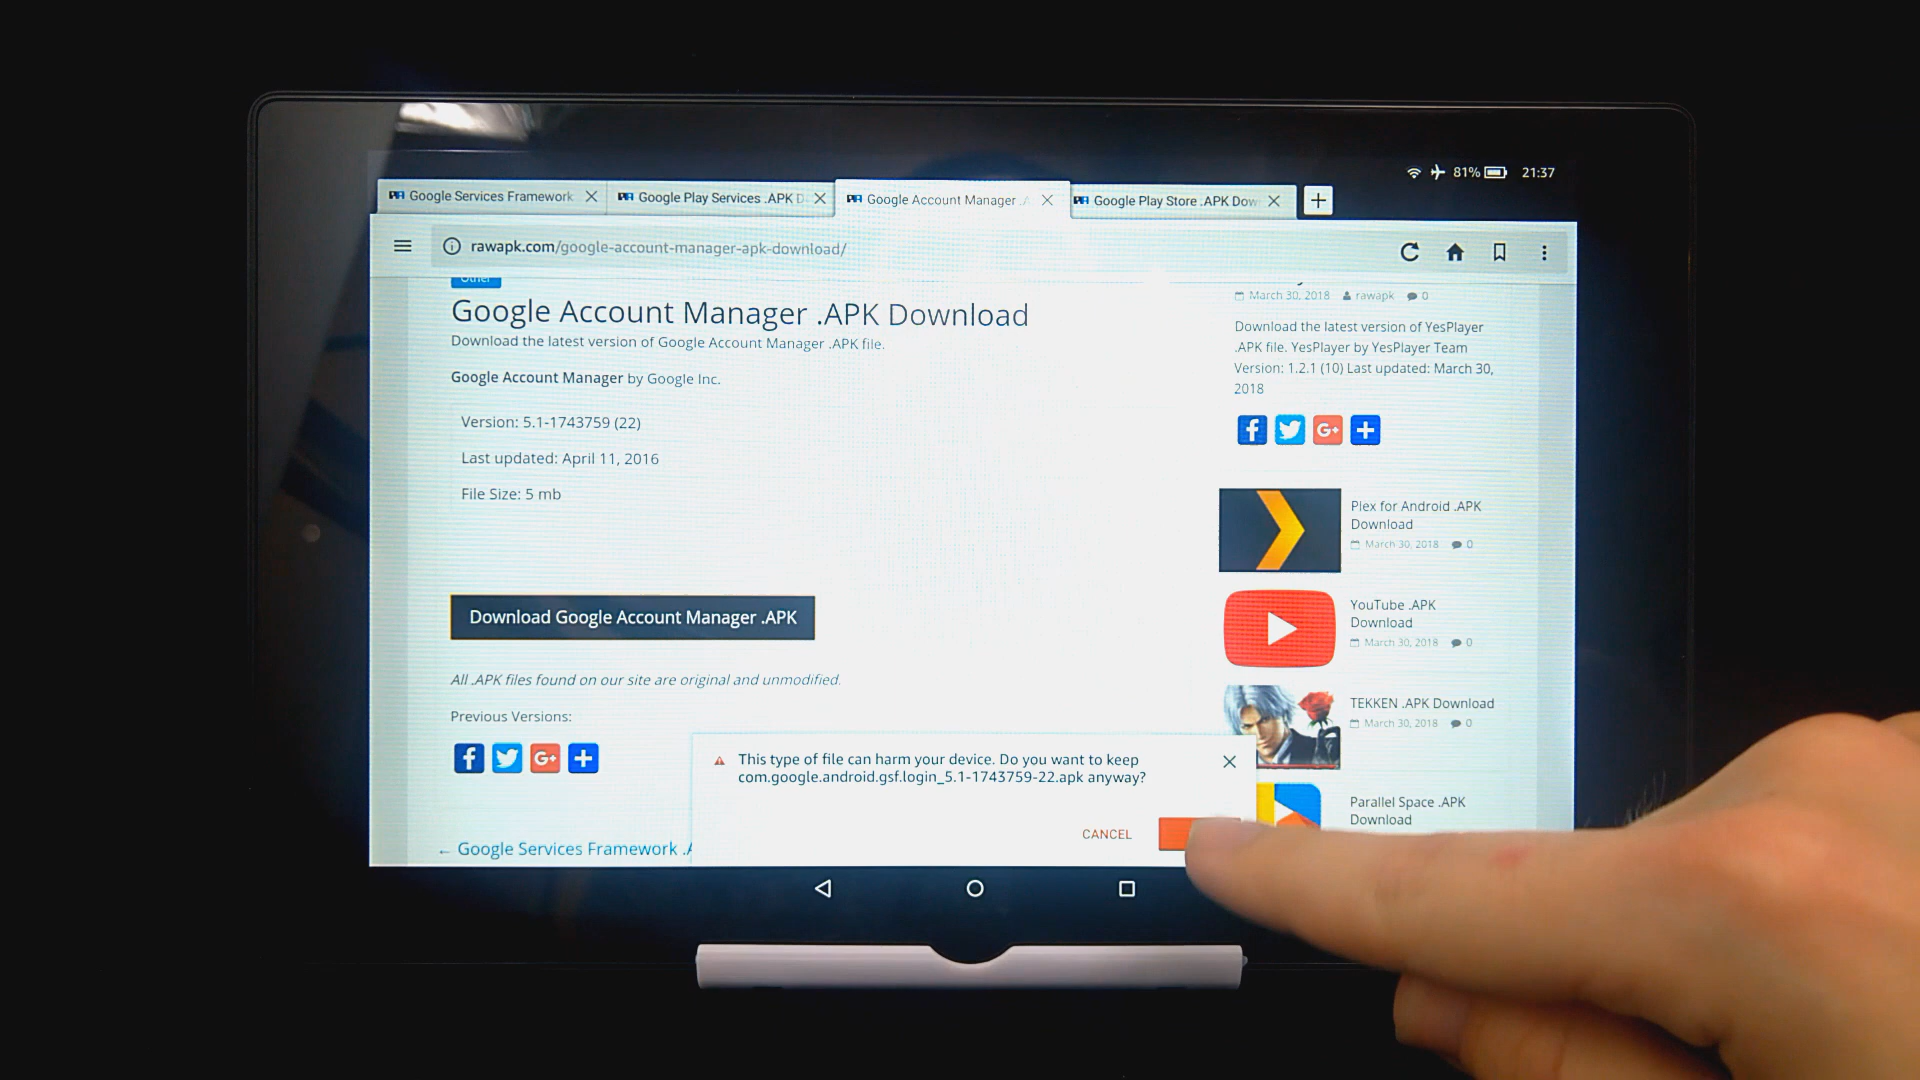 81% 21:37
Google Services Framework
Google Play Services .APK D
Google Account Manager .A
Google Play Store .APK Dow
rawapk.com/google-account-manager-apk-download/
Other
Google Account Manager .APK Download
Download the latest version of Google Account Manager .APK file.
Google Account Manager by Google Inc.
Version: 5.1-1743759 (22)
Last updated: April 11, 2016
File Size: 5 mb
Download Google Account Manager .APK
All .APK files found on our site are original and unmodified.
Previous Versions:
← Google Services Framework .A
March 30, 2018 rawapk 0
Download the latest version of YesPlayer
.APK file. YesPlayer by YesPlayer Team
Version: 1.2.1 (10) Last updated: March 30,
2018
Plex for Android .APK
Download
March 30, 2018 0
YouTube .APK
Download
March 30, 2018 0
TEKKEN .APK Download
March 30, 2018 0
Parallel Space .APK
Download
This type of file can harm your device. Do you want to keep
com.google.android.gsf.login_5.1-1743759-22.apk anyway?
CANCEL